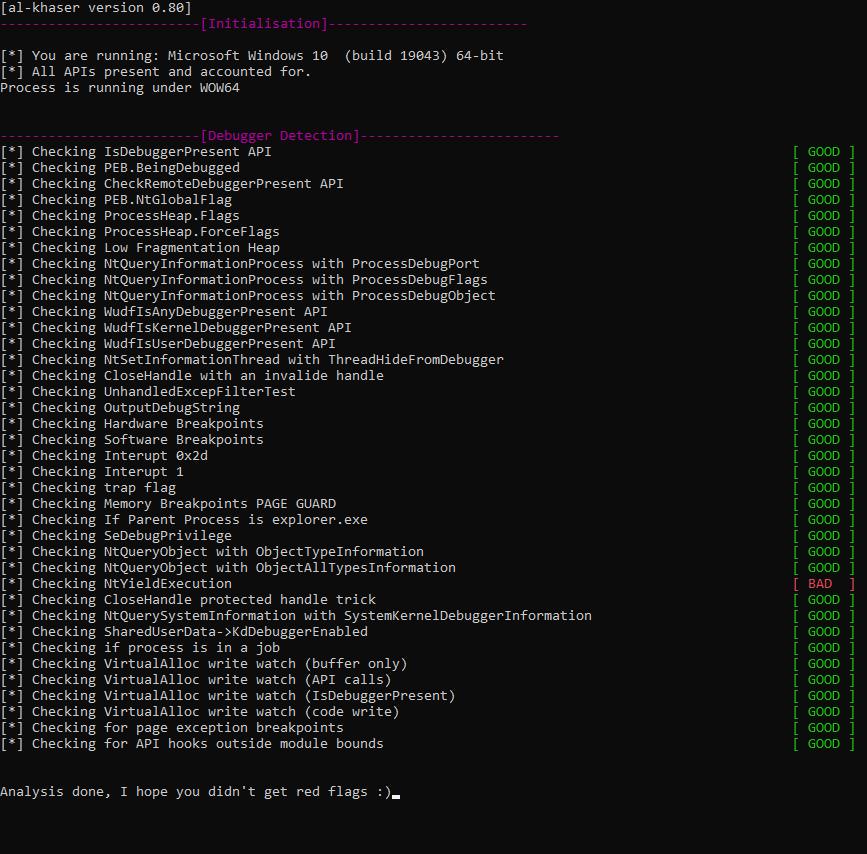 [al-khaser version 0.80]
-------------------------[Initialisation]-------------------------
[*] You are running: Microsoft Windows 10  (build 19043) 64-bit
[*] All APIs present and accounted for.
Process is running under WOW64
-------------------------[Debugger Detection]-------------------------
[*] Checking IsDebuggerPresent API [ GOOD ]
[*] Checking PEB.BeingDebugged [ GOOD ]
[*] Checking CheckRemoteDebuggerPresent API [ GOOD ]
[*] Checking PEB.NtGlobalFlag [ GOOD ]
[*] Checking ProcessHeap.Flags [ GOOD ]
[*] Checking ProcessHeap.ForceFlags [ GOOD ]
[*] Checking Low Fragmentation Heap [ GOOD ]
[*] Checking NtQueryInformationProcess with ProcessDebugPort [ GOOD ]
[*] Checking NtQueryInformationProcess with ProcessDebugFlags [ GOOD ]
[*] Checking NtQueryInformationProcess with ProcessDebugObject [ GOOD ]
[*] Checking WudfIsAnyDebuggerPresent API [ GOOD ]
[*] Checking WudfIsKernelDebuggerPresent API [ GOOD ]
[*] Checking WudfIsUserDebuggerPresent API [ GOOD ]
[*] Checking NtSetInformationThread with ThreadHideFromDebugger [ GOOD ]
[*] Checking CloseHandle with an invalide handle [ GOOD ]
[*] Checking UnhandledExcepFilterTest [ GOOD ]
[*] Checking OutputDebugString [ GOOD ]
[*] Checking Hardware Breakpoints [ GOOD ]
[*] Checking Software Breakpoints [ GOOD ]
[*] Checking Interupt 0x2d [ GOOD ]
[*] Checking Interupt 1 [ GOOD ]
[*] Checking trap flag [ GOOD ]
[*] Checking Memory Breakpoints PAGE GUARD [ GOOD ]
[*] Checking If Parent Process is explorer.exe [ GOOD ]
[*] Checking SeDebugPrivilege [ GOOD ]
[*] Checking NtQueryObject with ObjectTypeInformation [ GOOD ]
[*] Checking NtQueryObject with ObjectAllTypesInformation [ GOOD ]
[*] Checking NtYieldExecution [ BAD  ]
[*] Checking CloseHandle protected handle trick [ GOOD ]
[*] Checking NtQuerySystemInformation with SystemKernelDebuggerInformation [ GOOD ]
[*] Checking SharedUserData->KdDebuggerEnabled [ GOOD ]
[*] Checking if process is in a job [ GOOD ]
[*] Checking VirtualAlloc write watch (buffer only) [ GOOD ]
[*] Checking VirtualAlloc write watch (API calls) [ GOOD ]
[*] Checking VirtualAlloc write watch (IsDebuggerPresent) [ GOOD ]
[*] Checking VirtualAlloc write watch (code write) [ GOOD ]
[*] Checking for page exception breakpoints [ GOOD ]
[*] Checking for API hooks outside module bounds [ GOOD ]
Analysis done, I hope you didn't get red flags :)